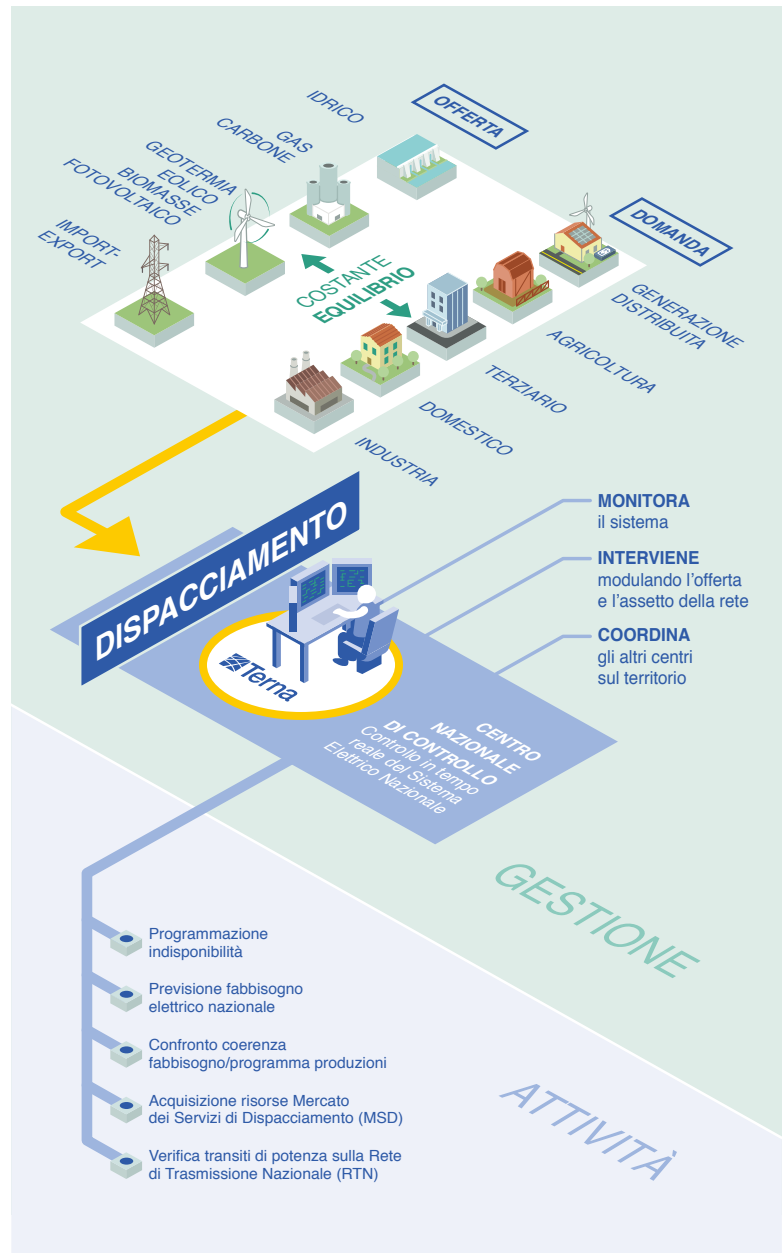 OFFERTA
IDRICO
GAS
CARBONE
GEOTERMIA
EOLICO
BIOMASSE
FOTOVOLTAICO
IMPORT-
EXPORT
COSTANTE
EQUILIBRIO
DOMANDA
GENERAZIONE
DISTRIBUITA
AGRICOLTURA
TERZIARIO
DOMESTICO
INDUSTRIA
DISPACCIAMENTO
Terna
MONITORA
il sistema
INTERVIENE
modulando l’offerta
e l’assetto della rete
COORDINA
gli altri centri
sul territorio
CENTRO
NAZIONALE
DI CONTROLLO
Controllo in tempo
reale del Sistema
Elettrico Nazionale
GESTIONE
Programmazione
indisponibilità
Previsione fabbisogno
elettrico nazionale
Confronto coerenza
fabbisogno/programma produzioni
Acquisizione risorse Mercato
dei Servizi di Dispacciamento (MSD)
Verifica transiti di potenza sulla Rete
di Trasmissione Nazionale (RTN)
ATTIVITÀ